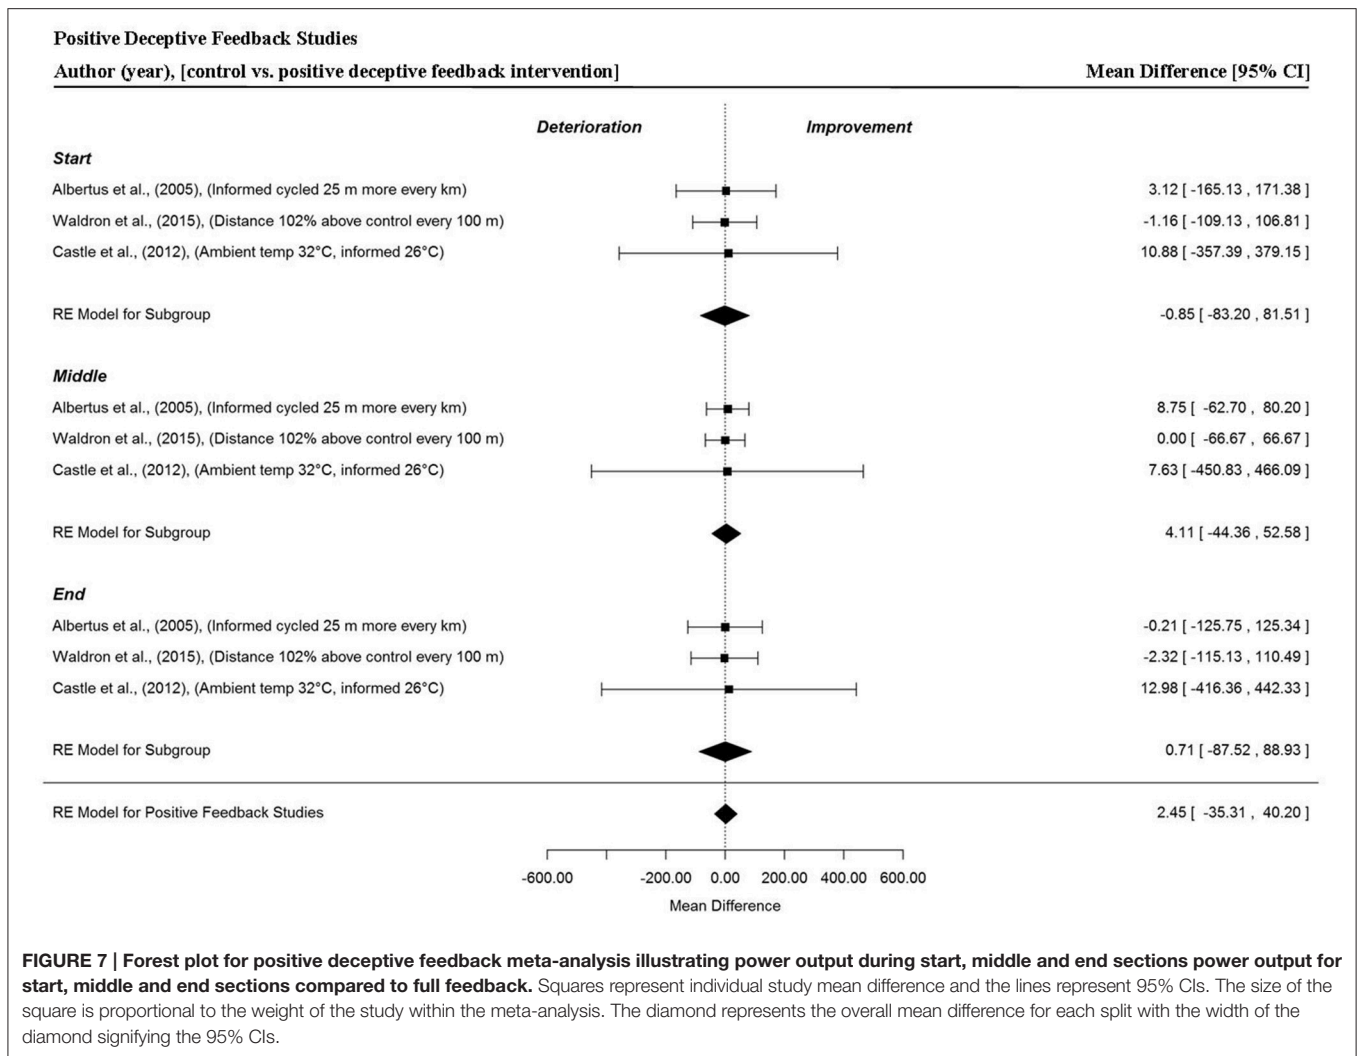 Positive Deceptive Feedback Studies
Author (year), [control vs. positive deceptive feedback intervention] Mean Difference [95% CI]
Deterioration Improvement
Start
Albertus et al., (2005), (Informed cycled 25 m more every km) 3.12 [ -165.13 , 171.38 ]
Waldron et al., (2015), (Distance 102% above control every 100 m) -1.16 [ -109.13 , 106.81 ]
Castle et al., (2012), (Ambient temp 32°C, informed 26°C) 10.88 [ -357.39 , 379.15 ]
RE Model for Subgroup -0.85 [ -83.20 , 81.51 ]
Middle
Albertus et al., (2005), (Informed cycled 25 m more every km) 8.75 [ -62.70 , 80.20 ]
Waldron et al., (2015), (Distance 102% above control every 100 m) 0.00 [ -66.67 , 66.67 ]
Castle et al., (2012), (Ambient temp 32°C, informed 26°C) 7.63 [ -450.83 , 466.09 ]
RE Model for Subgroup 4.11 [ -44.36 , 52.58 ]
End
Albertus et al., (2005), (Informed cycled 25 m more every km) -0.21 [ -125.75 , 125.34 ]
Waldron et al., (2015), (Distance 102% above control every 100 m) -2.32 [ -115.13 , 110.49 ]
Castle et al., (2012), (Ambient temp 32°C, informed 26°C) 12.98 [ -416.36 , 442.33 ]
RE Model for Subgroup 0.71 [ -87.52 , 88.93 ]
RE Model for Positive Feedback Studies 2.45 [ -35.31 , 40.20 ]
-600.00 -200.00 0.00 200.00 400.00 600.00
Mean Difference
FIGURE 7 | Forest plot for positive deceptive feedback meta-analysis illustrating power output during start, middle and end sections power output for
start, middle and end sections compared to full feedback. Squares represent individual study mean difference and the lines represent 95% CIs. The size of the
square is proportional to the weight of the study within the meta-analysis. The diamond represents the overall mean difference for each split with the width of the
diamond signifying the 95% CIs.